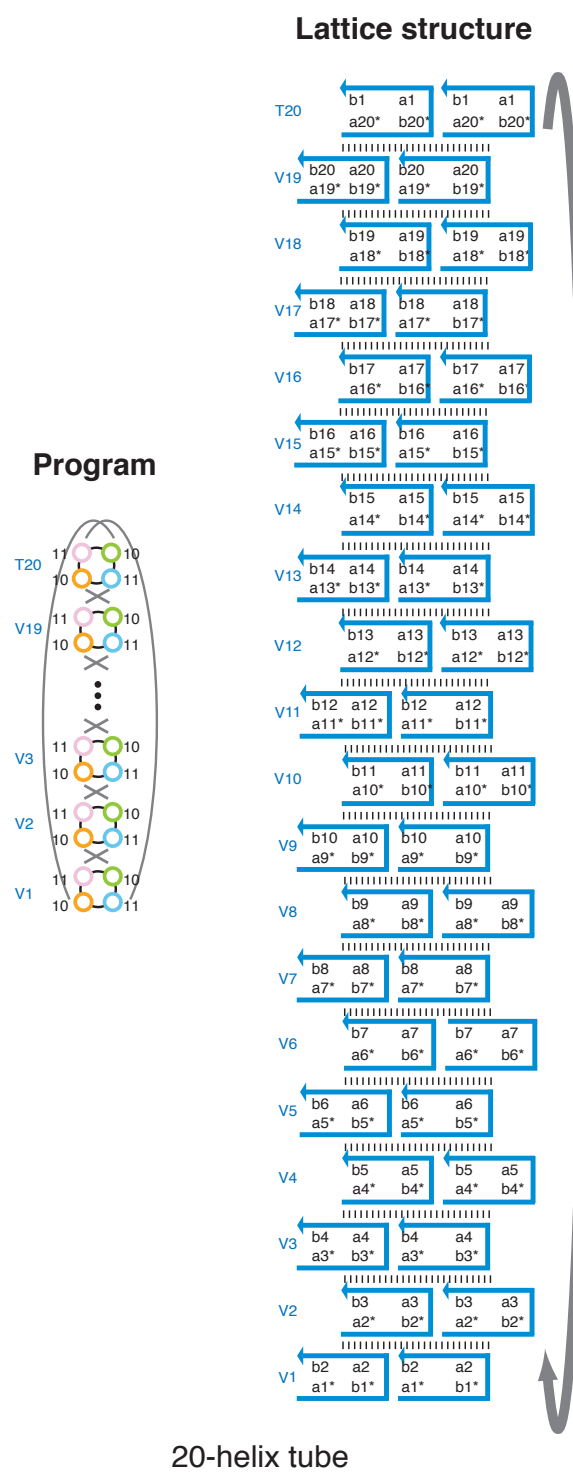 Lattice structure
T20
b1 a1 b1 a1
a20* b20* a20* b20*
V19
b20 a20 b20 a20
a19* b19* a19* b19*
V18
b19 a19 b19 a19
a18* b18* a18* b18*
V17
b18 a18 b18 a18
a17* b17* a17* b17*
V16
b17 a17 b17 a17
a16* b16* a16* b16*
V15
b16 a16 b16 a16
a15* b15* a15* b15*
V14
b15 a15 b15 a15
a14* b14* a14* b14*
V13
b14 a14 b14 a14
a13* b13* a13* b13*
V12
b13 a13 b13 a13
a12* b12* a12* b12*
V11
b12 a12 b12 a12
a11* b11* a11* b11*
V10
b11 a11 b11 a11
a10* b10* a10* b10*
V9
b10 a10 b10 a10
a9* b9* a9* b9*
V8
b9 a9 b9 a9
a8* b8* a8* b8*
V7
b8 a8 b8 a8
a7* b7* a7* b7*
V6
b7 a7 b7 a7
a6* b6* a6* b6*
V5
b6 a6 b6 a6
a5* b5* a5* b5*
V4
b5 a5 b5 a5
a4* b4* a4* b4*
V3
b4 a4 b4 a4
a3* b3* a3* b3*
V2
b3 a3 b3 a3
a2* b2* a2* b2*
V1
b2 a2 b2 a2
a1* b1* a1* b1*
Program
T20
11 10
10 11
V19
11 10
10 11
V3
11 10
10 11
V2
11 10
10 11
V1
11 10
10 11
20-helix tube